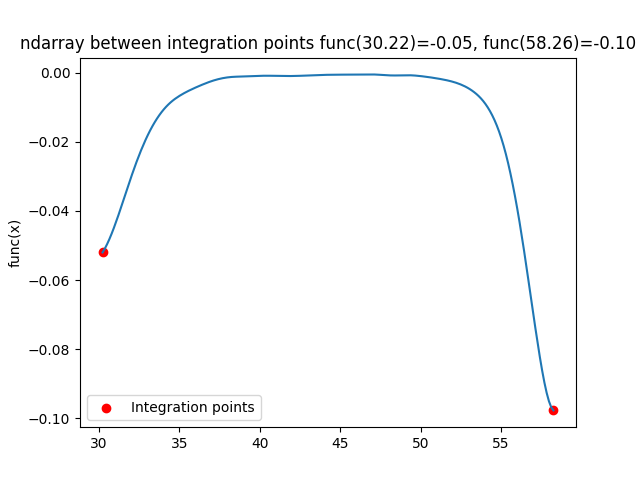 ndarray between integration points func(30.22)=-0.05, func(58.26)=-0.10
0.00
−0.02
−0.04
−0.06
−0.08
−0.10
func(x)
Integration points
30 35 40 45 50 55